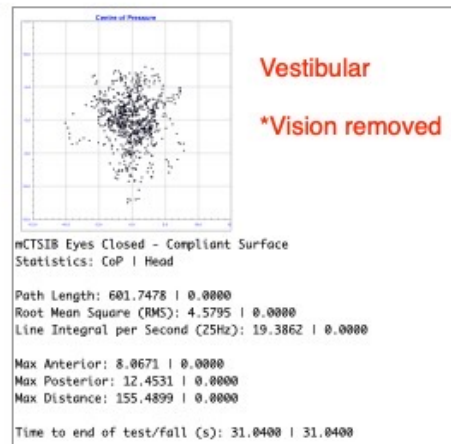 Centre of Pressure
Vestibular
*Vision removed
mCTSIB Eyes Closed - Compliant Surface
Statistics: CoP | Head
Path Length: 601.7478 | 0.0000
Root Mean Square (RMS): 4.5795 | 0.0000
Line Integral per Second (25Hz): 19.3862 | 0.0000
Max Anterior: 8.0671 | 0.0000
Max Posterior: 12.4531 | 0.0000
Max Distance: 155.4899 | 0.0000
Time to end of test/fall (s): 31.0400 | 31.0400